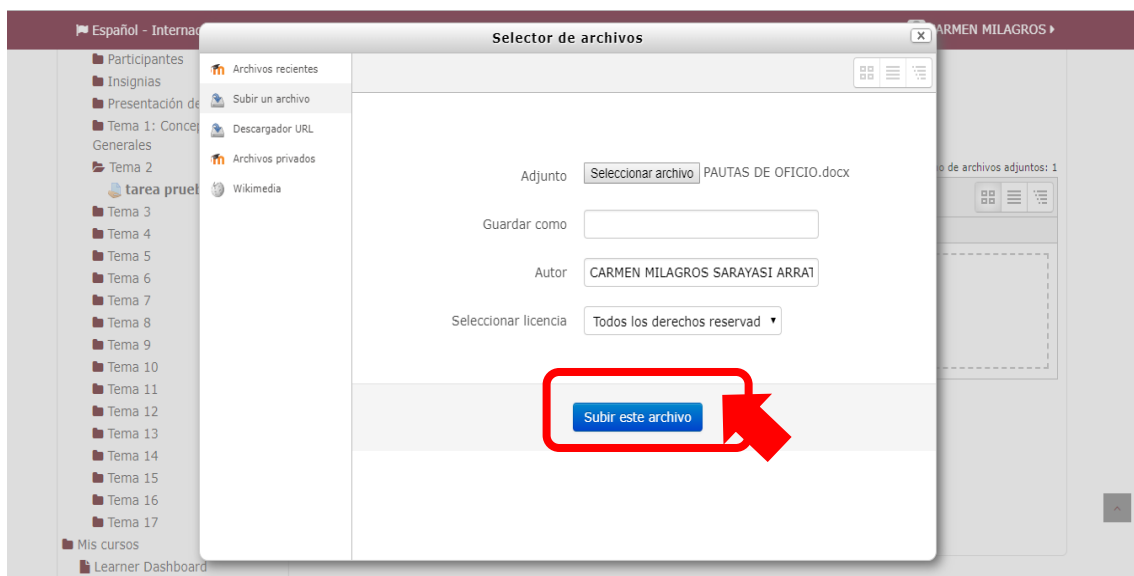 Español - Internac
ARMEN MILAGROS
Selector de archivos
Participantes
Insignias
Presentación de
Tema 1: Concep
Generales
Tema 2
tarea prueb
Tema 3
Tema 4
Tema 5
Tema 6
Tema 7
Tema 8
Tema 9
Tema 10
Tema 11
Tema 12
Tema 13
Tema 14
Tema 15
Tema 16
Tema 17
Mis cursos
Learner Dashboard
Archivos recientes
Subir un archivo
Descargador URL
Archivos privados
Wikimedia
Adjunto Seleccionar archivo PAUTAS DE OFICIO.docx
Guardar como
Autor CARMEN MILAGROS SARAYASI ARRAT
Seleccionar licencia Todos los derechos reservad
Subir este archivo
o de archivos adjuntos: 1